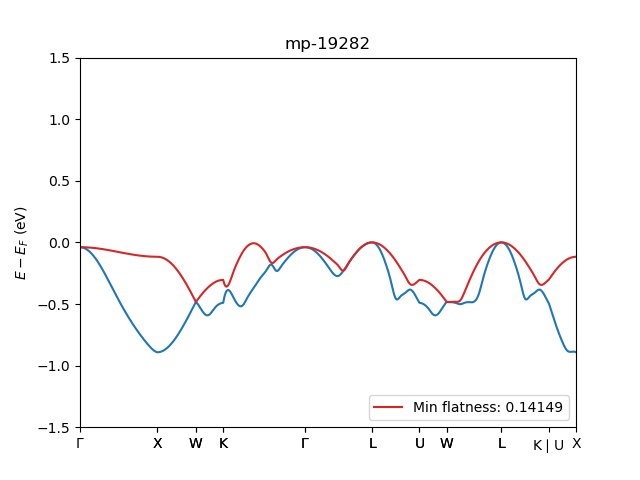 mp-19282
1.5
1.0
0.5
0.0
−0.5
−1.0
−1.5
E − E_F (eV)
Min flatness: 0.14149
Γ X W K Γ L U W L K | U X